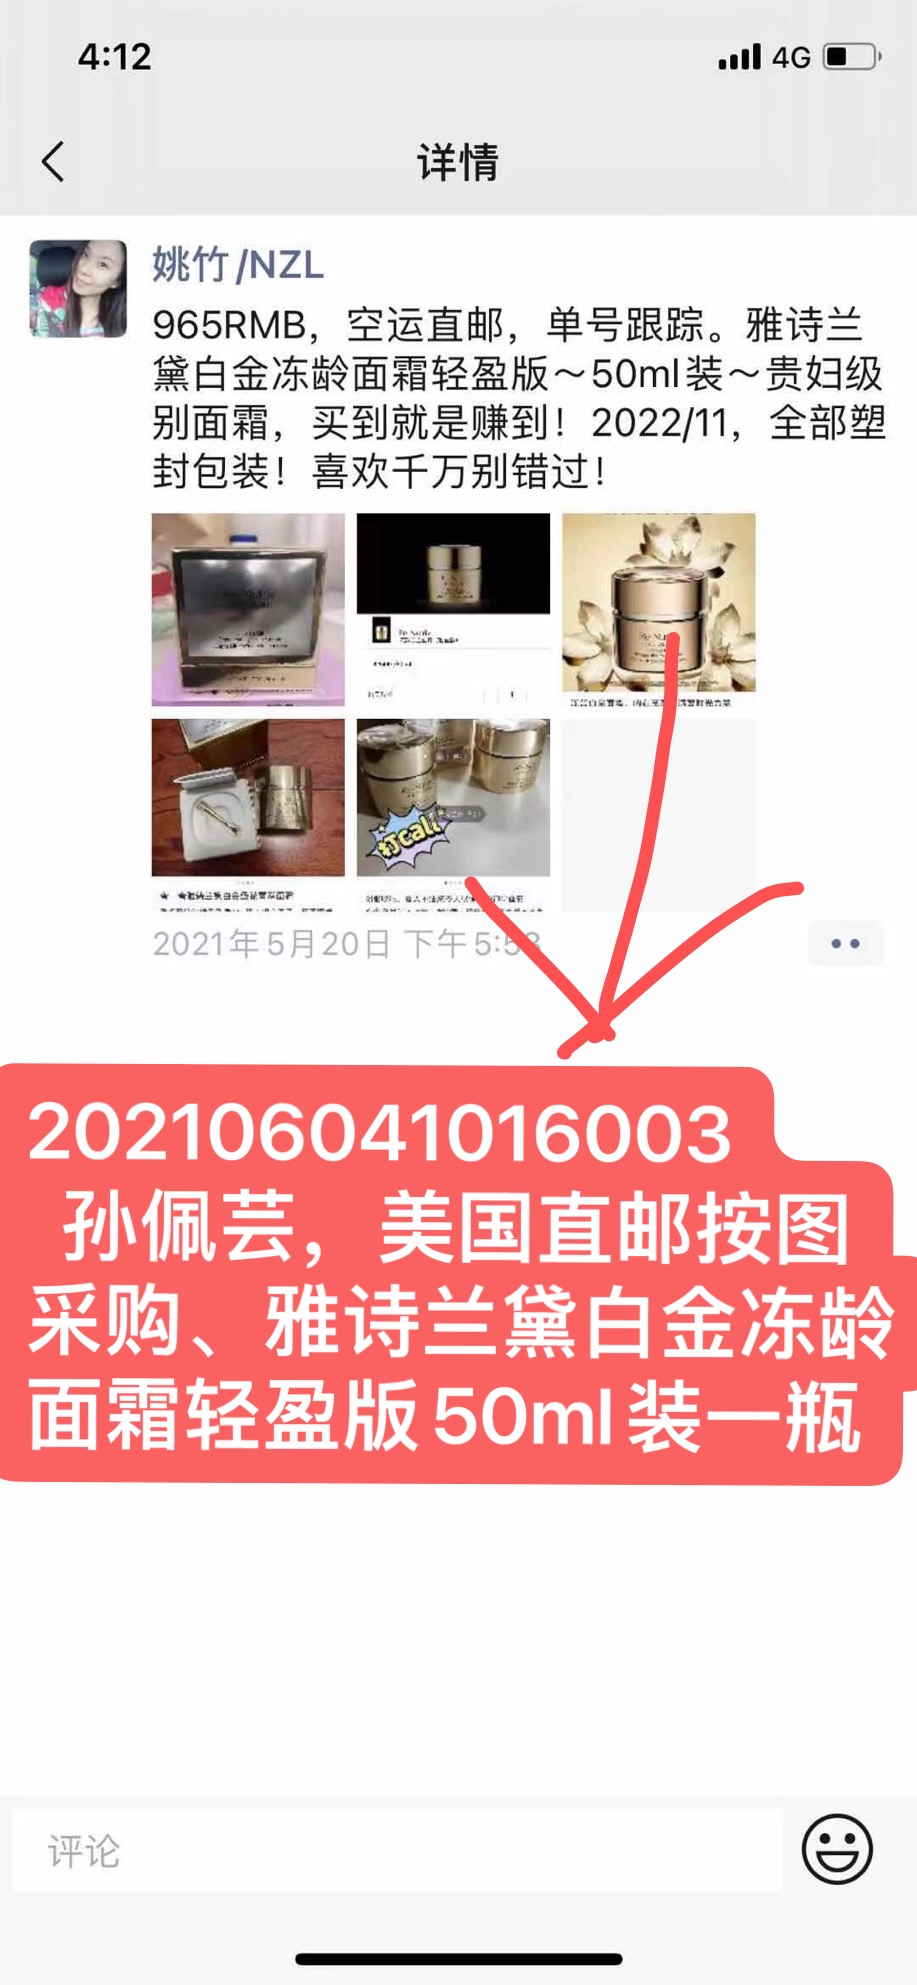 4:12
4G
详情
姚竹/NZL
965RMB，空运直邮，单号跟踪。雅诗兰
黛白金冻龄面霜轻盈版～50ml装～贵妇级
别面霜，买到就是赚到！2022/11，全部塑
封包装！喜欢千万别错过！
Re-Nutriv
打call
2021年5月20日 下午5:53
202106041016003
孙佩芸，美国直邮按图
采购、雅诗兰黛白金冻龄
面霜轻盈版50ml装一瓶
评论